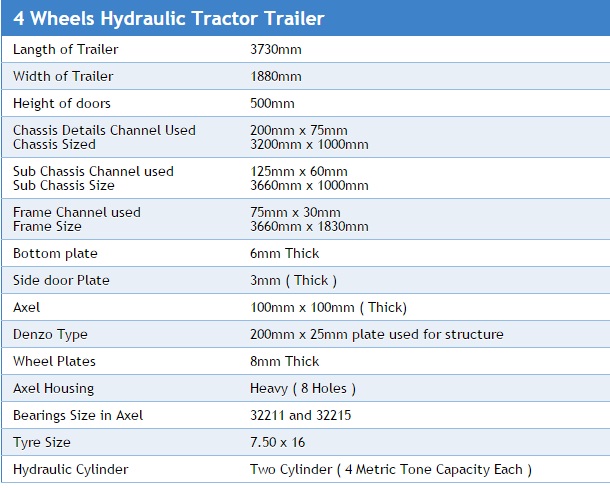 4 Wheels Hydraulic Tractor Trailer
Langth of Trailer 3730mm
Width of Trailer 1880mm
Height of doors 500mm
Chassis Details Channel Used 200mm x 75mm
Chassis Sized 3200mm x 1000mm
Sub Chassis Channel used 125mm x 60mm
Sub Chassis Size 3660mm x 1000mm
Frame Channel used 75mm x 30mm
Frame Size 3660mm x 1830mm
Bottom plate 6mm Thick
Side door Plate 3mm ( Thick )
Axel 100mm x 100mm ( Thick)
Denzo Type 200mm x 25mm plate used for structure
Wheel Plates 8mm Thick
Axel Housing Heavy ( 8 Holes )
Bearings Size in Axel 32211 and 32215
Tyre Size 7.50 x 16
Hydraulic Cylinder Two Cylinder ( 4 Metric Tone Capacity Each )